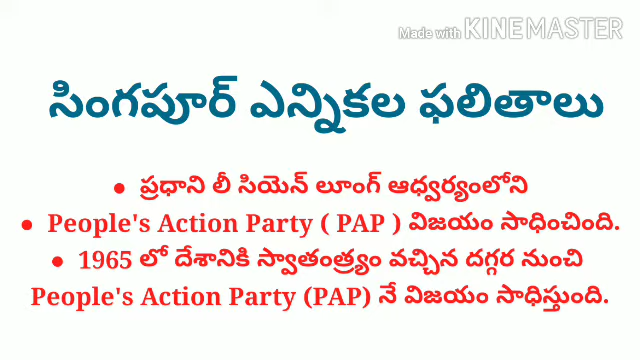 Made with KINEMASTER
సింగపూర్ ఎన్నికల ఫలితాలు
• ప్రధాని లీ సియెన్ లూంగ్ ఆధ్వర్యంలోని
• People's Action Party ( PAP ) విజయం సాధించింది.
• 1965 లో దేశానికి స్వాతంత్ర్యం వచ్చిన దగ్గర నుంచి
People's Action Party (PAP) నే విజయం సాధిస్తుంది.